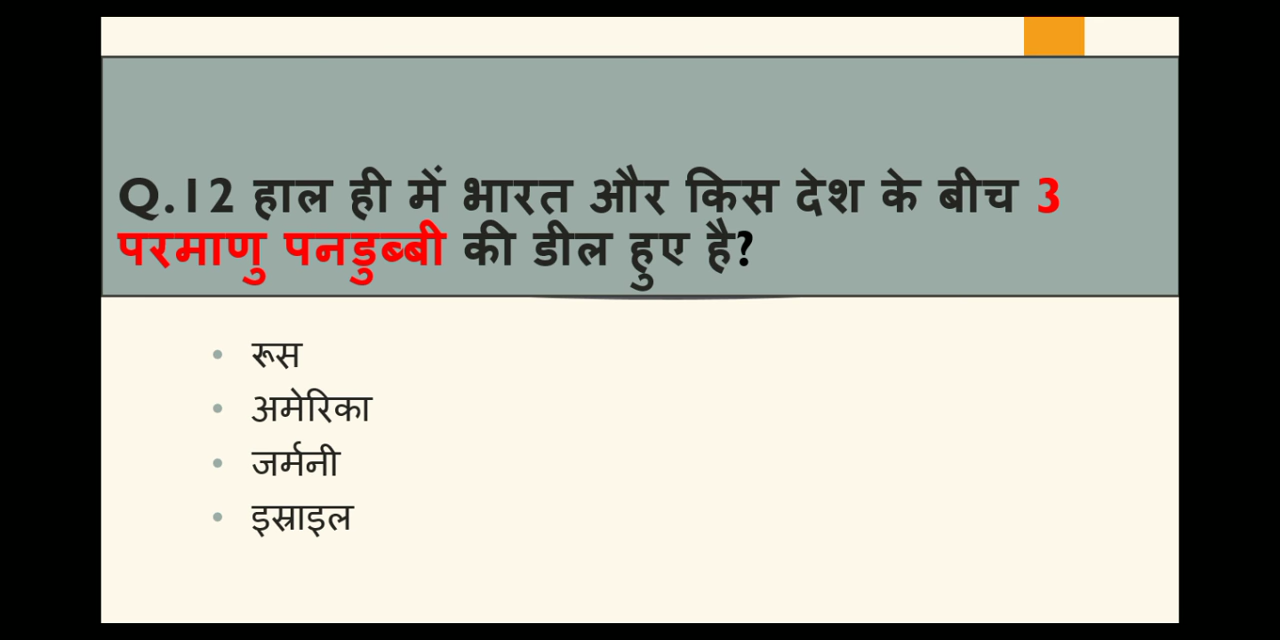 Q.12 हाल ही में भारत और किस देश के बीच 3
परमाणु पनडुब्बी की डील हुए है?
• रूस
• अमेरिका
• जर्मनी
• इस्राइल